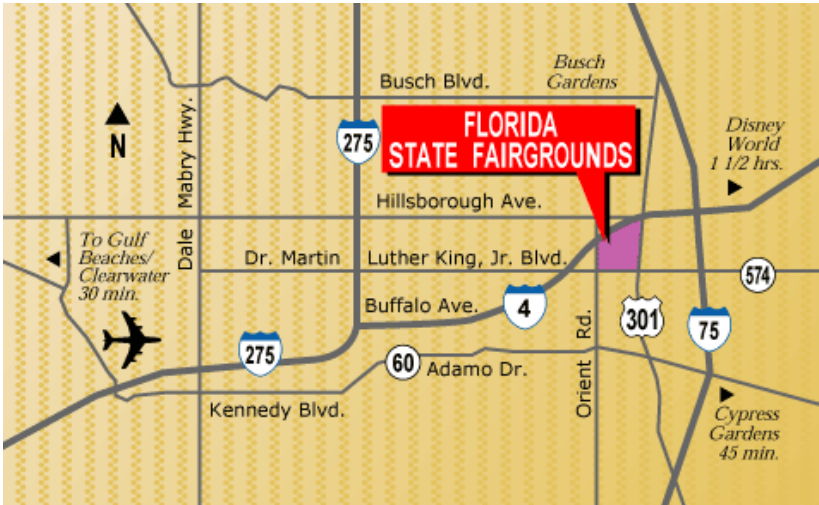 Busch
Gardens
Busch Blvd.
N
Dale Mabry Hwy.
275
FLORIDA
STATE FAIRGROUNDS
Disney
World
1 1/2 hrs.
Hillsborough Ave.
To Gulf
Beaches/
Clearwater
30 min.
Dr. Martin Luther King, Jr. Blvd.
574
Buffalo Ave.
4
301
75
275
60
Adamo Dr.
Orient Rd.
Kennedy Blvd.
Cypress
Gardens
45 min.